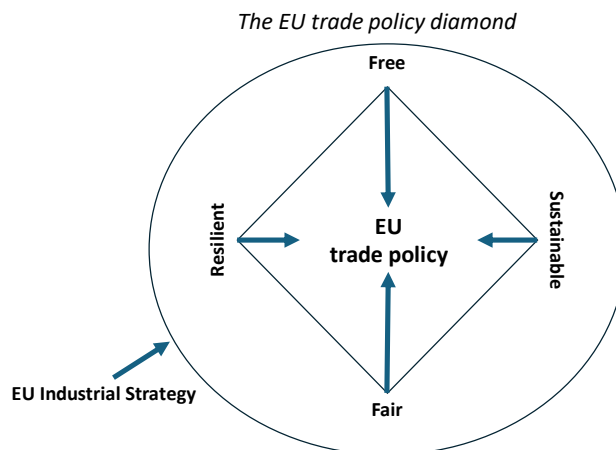 The EU trade policy diamond
Free
Resilient
EU
trade policy
Sustainable
EU Industrial Strategy
Fair